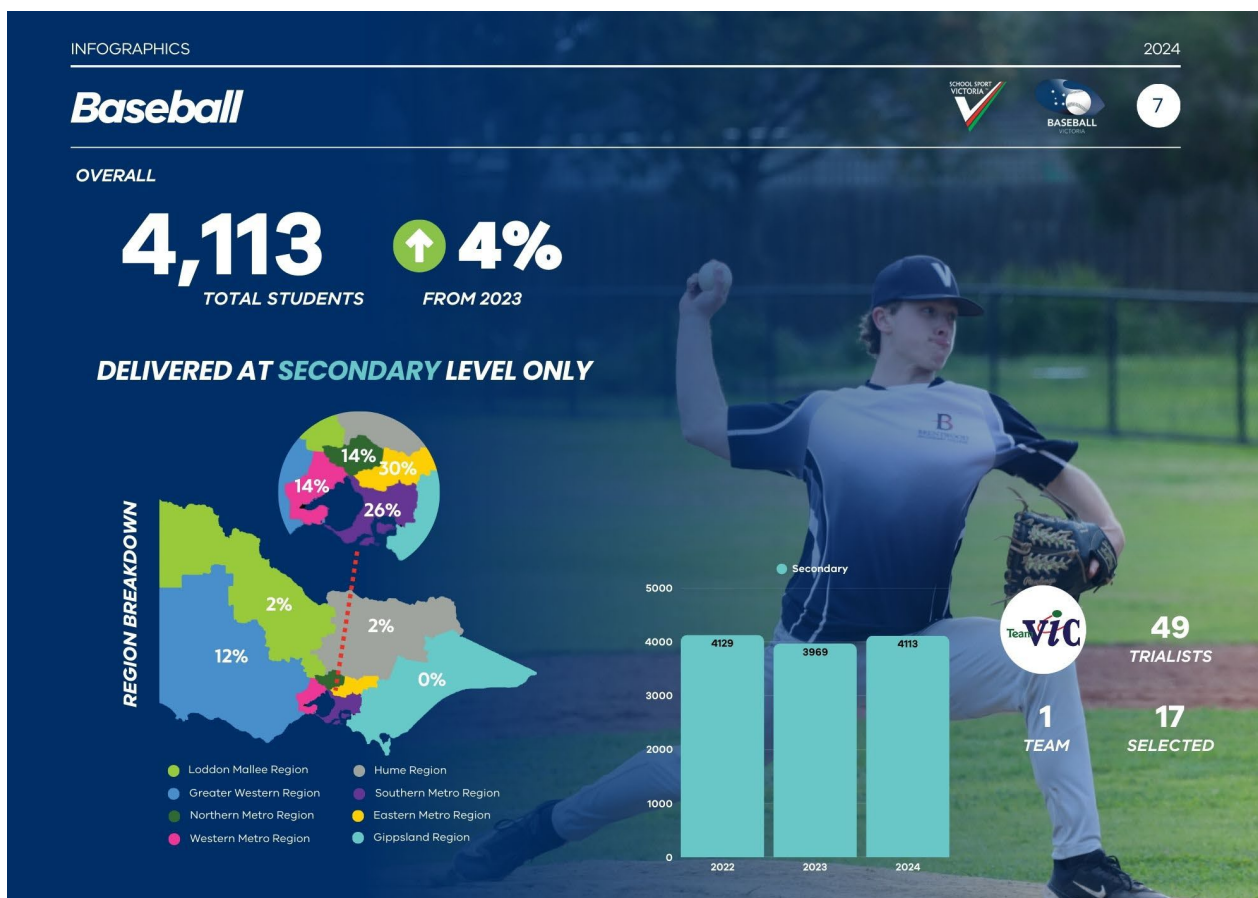 INFOGRAPHICS
2024
Baseball
SCHOOL SPORT
VICTORIA
BASEBALL
VICTORIA
7
OVERALL
4,113
TOTAL STUDENTS
4%
FROM 2023
DELIVERED AT SECONDARY LEVEL ONLY
REGION BREAKDOWN
14%
30%
14%
26%
2%
2%
12%
0%
Loddon Mallee Region
Greater Western Region
Northern Metro Region
Western Metro Region
Hume Region
Southern Metro Region
Eastern Metro Region
Gippsland Region
V
B
BRENTWOOD
Secondary
5000
4000
3000
2000
1000
0
4129
3969
4113
2022
2023
2024
Team Vic
49
TRIALISTS
1
TEAM
17
SELECTED